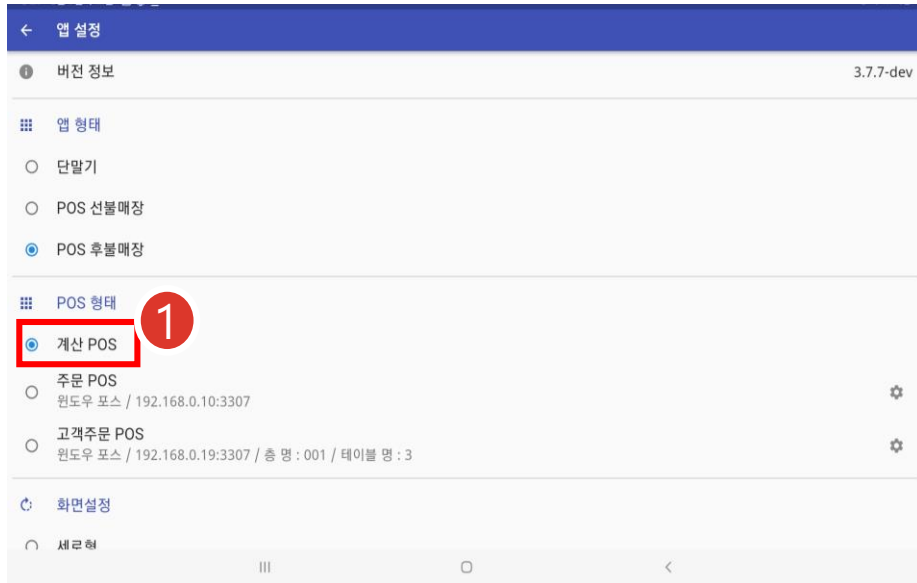 앱 설정
버전 정보 3.7.7-dev
앱 형태
단말기
POS 선불매장
POS 후불매장
POS 형태
1
계산 POS
주문 POS
윈도우 포스 / 192.168.0.10:3307
고객주문 POS
윈도우 포스 / 192.168.0.19:3307 / 층 명 : 001 / 테이블 명 : 3
화면설정
세로형